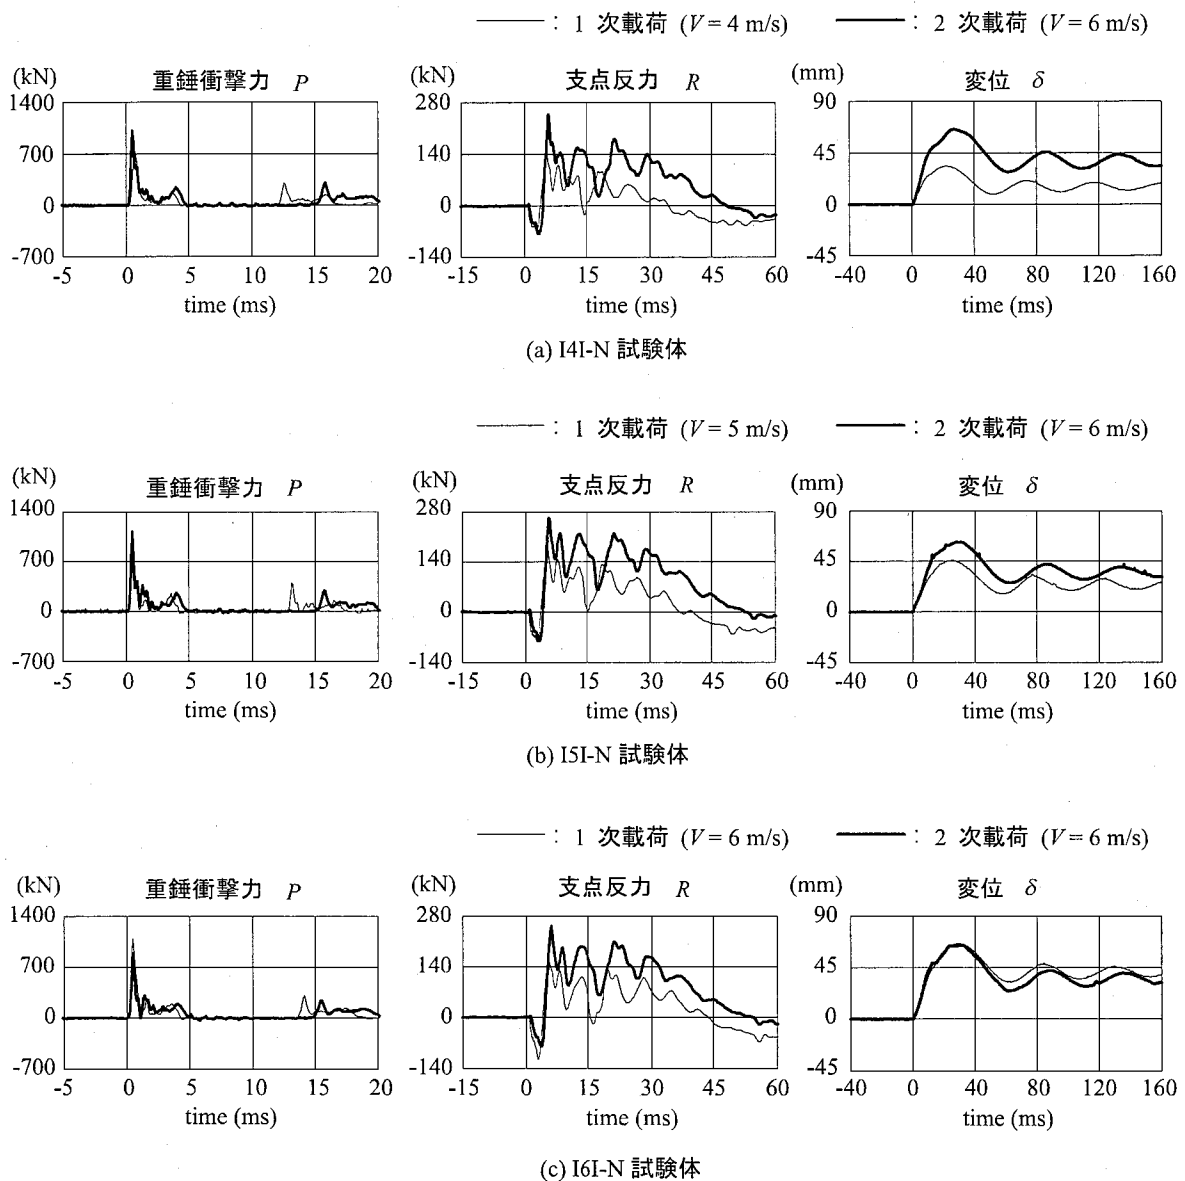 : 1 次載荷 (V = 4 m/s) : 2 次載荷 (V = 6 m/s)
(kN) 重錘衝撃力 P (kN) 支点反力 R (mm) 変位 δ
1400 280 90
700 140 45
0 0 0
-700 -140 -45
-5 0 5 10 15 20 -15 0 15 30 45 60 -40 0 40 80 120 160
time (ms) time (ms) time (ms)
(a) I4I-N 試験体
: 1 次載荷 (V = 5 m/s) : 2 次載荷 (V = 6 m/s)
(kN) 重錘衝撃力 P (kN) 支点反力 R (mm) 変位 δ
1400 280 90
700 140 45
0 0 0
-700 -140 -45
-5 0 5 10 15 20 -15 0 15 30 45 60 -40 0 40 80 120 160
time (ms) time (ms) time (ms)
(b) I5I-N 試験体
: 1 次載荷 (V = 6 m/s) : 2 次載荷 (V = 6 m/s)
(kN) 重錘衝撃力 P (kN) 支点反力 R (mm) 変位 δ
1400 280 90
700 140 45
0 0 0
-700 -140 -45
-5 0 5 10 15 20 -15 0 15 30 45 60 -40 0 40 80 120 160
time (ms) time (ms) time (ms)
(c) I6I-N 試験体